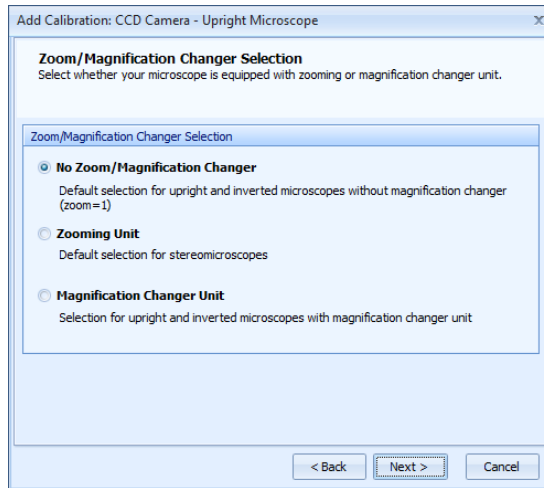 Add Calibration: CCD Camera - Upright Microscope
x
Zoom/Magnification Changer Selection
Select whether your microscope is equipped with zooming or magnification changer unit.
Zoom/Magnification Changer Selection
No Zoom/Magnification Changer
Default selection for upright and inverted microscopes without magnification changer
(zoom=1)
Zooming Unit
Default selection for stereomicroscopes
Magnification Changer Unit
Selection for upright and inverted microscopes with magnification changer unit
< Back
Next >
Cancel